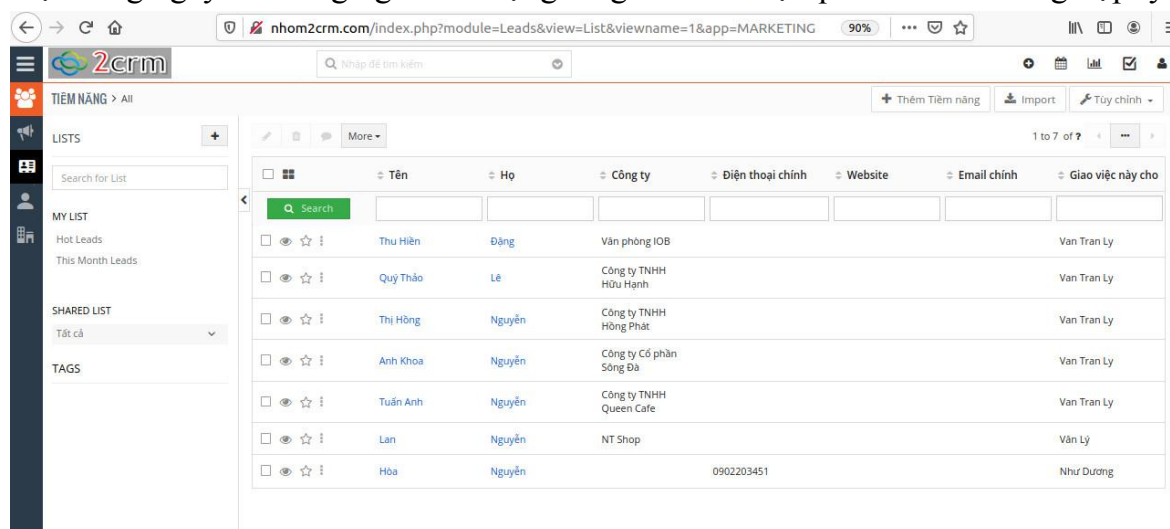 nhom2crm.com/index.php?module=Leads&view=List&viewname=1&app=MARKETING 90%
2crm Nhập để tìm kiếm
TIỀM NĂNG > All + Thêm Tiềm năng Import Tùy chỉnh
LISTS + More 1 to 7 of ?
Search for List
Tên Họ Công ty Điện thoại chính Website Email chính Giao việc này cho
Search
MY LIST
Hot Leads
This Month Leads
SHARED LIST
Tất cả
TAGS
Thu Hiền Đặng Văn phòng IOB Van Tran Ly
Quý Thảo Lê Công ty TNHH Hữu Hạnh Van Tran Ly
Thị Hồng Nguyễn Công ty TNHH Hồng Phát Van Tran Ly
Anh Khoa Nguyễn Công ty Cổ phần Sông Đà Van Tran Ly
Tuấn Anh Nguyễn Công ty TNHH Queen Cafe Van Tran Ly
Lan Nguyễn NT Shop Văn Lý
Hòa Nguyễn 0902203451 Như Dương